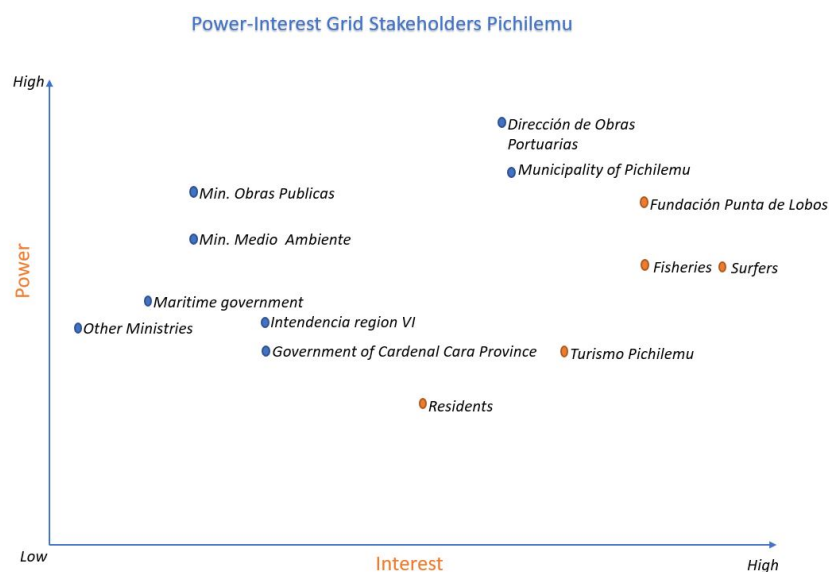 Power-Interest Grid Stakeholders Pichilemu
High
Dirección de Obras
Portuarias
Municipality of Pichilemu
Min. Obras Publicas
Fundación Punta de Lobos
Min. Medio Ambiente
Power
Fisheries
Surfers
Maritime government
Other Ministries
Intendencia region VI
Government of Cardenal Cara Province
Turismo Pichilemu
Residents
Low
Interest
High